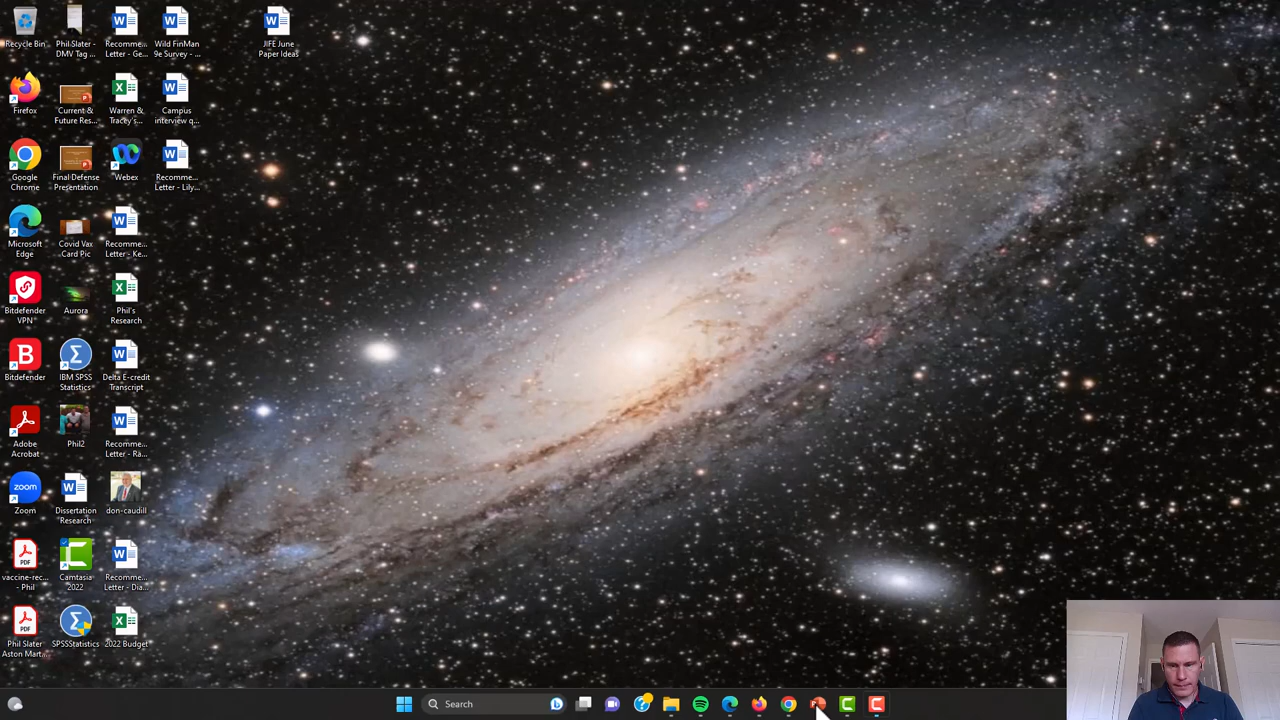 Recycle Bin
Phil Slater -
DMV Tag ...
Recomme...
Letter - Ge...
Wild FinMan
9e Survey - ...
JIFE June
Paper Ideas
Firefox
Current &
Future Res...
Warren &
Tracey's...
Campus
interview q...
Google
Chrome
Final Defense
Presentation
Webex
Recomme...
Letter - Lily...
Microsoft
Edge
Covid Vax
Card Pic
Recomme...
Letter - Ke...
Bitdefender
VPN
Aurora
Phil's
Research
Bitdefender
IBM SPSS
Statistics
Delta E-credit
Transcript
Adobe
Acrobat
Phil2
Recomme...
Letter - Ra...
zoom
Zoom
Dissertation
Research
don-caudill
PDF
vaccine-rec...
- Phil
Camtasia
2022
Recomme...
Letter - Dia...
PDF
Phil Slater
Aston Mart...
SPSSStatistics
2022 Budget
Search